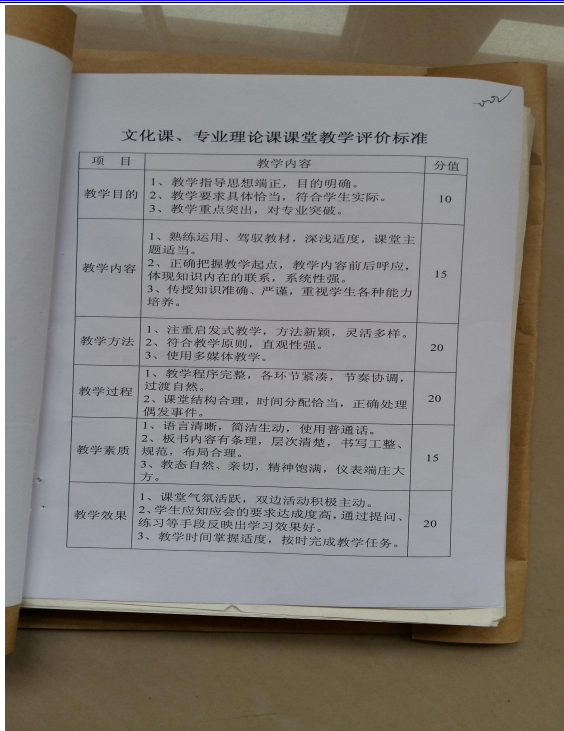 文化课、专业理论课课堂教学评价标准
项 目 教学内容 分值
教学目的
1、教学指导思想端正，目的明确。
2、教学要求具体恰当，符合学生实际。
3、教学重点突出，对专业突破。
10
教学内容
1、熟练运用、驾驭教材，深浅适度，课堂主
题适当。
2、正确把握教学起点，教学内容前后呼应，
体现知识内在的联系，系统性强。
3、传授知识准确、严谨，重视学生各种能力
培养。
15
教学方法
1、注重启发式教学，方法新颖，灵活多样。
2、符合教学原则，直观性强。
3、使用多媒体教学。
20
教学过程
1、教学程序完整，各环节紧凑，节奏协调，
过渡自然。
2、课堂结构合理，时间分配恰当，正确处理
偶发事件。
20
教学素质
1、语言清晰，简洁生动，使用普通话。
2、板书内容有条理，层次清楚，书写工整、
规范，布局合理。
3、教态自然、亲切，精神饱满，仪表端庄大
方。
15
教学效果
1、课堂气氛活跃，双边活动积极主动。
2、学生应知应会的要求达成度高，通过提问、
练习等手段反映出学习效果好。
3、教学时间掌握适度，按时完成教学任务。
20